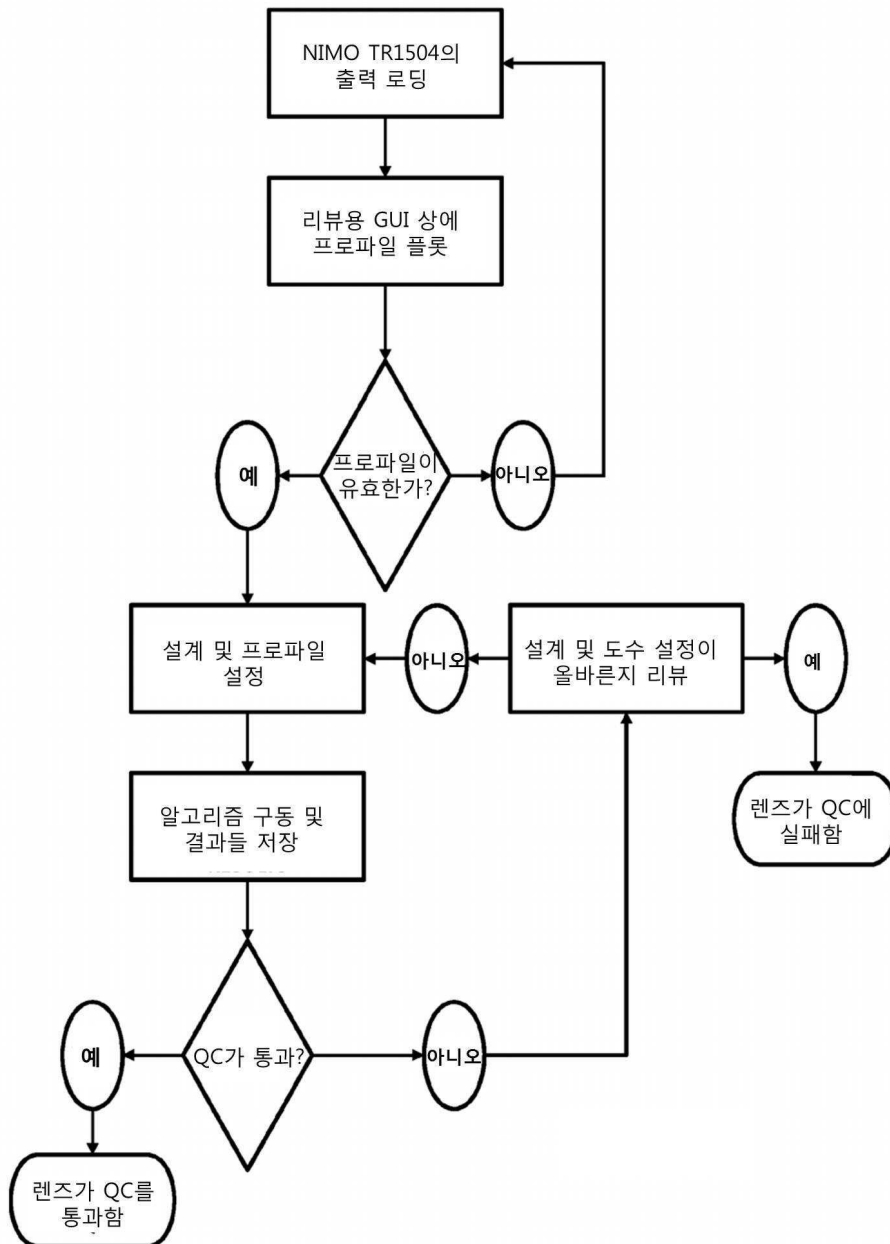 NIMO TR1504의
출력 로딩
리뷰용 GUI 상에
프로파일 플롯
프로파일이
유효한가?
예
아니오
설계 및 프로파일
설정
아니오
설계 및 도수 설정이
올바른지 리뷰
예
알고리즘 구동 및
결과들 저장
렌즈가 QC에
실패함
QC가 통과?
예
아니오
렌즈가 QC를
통과함